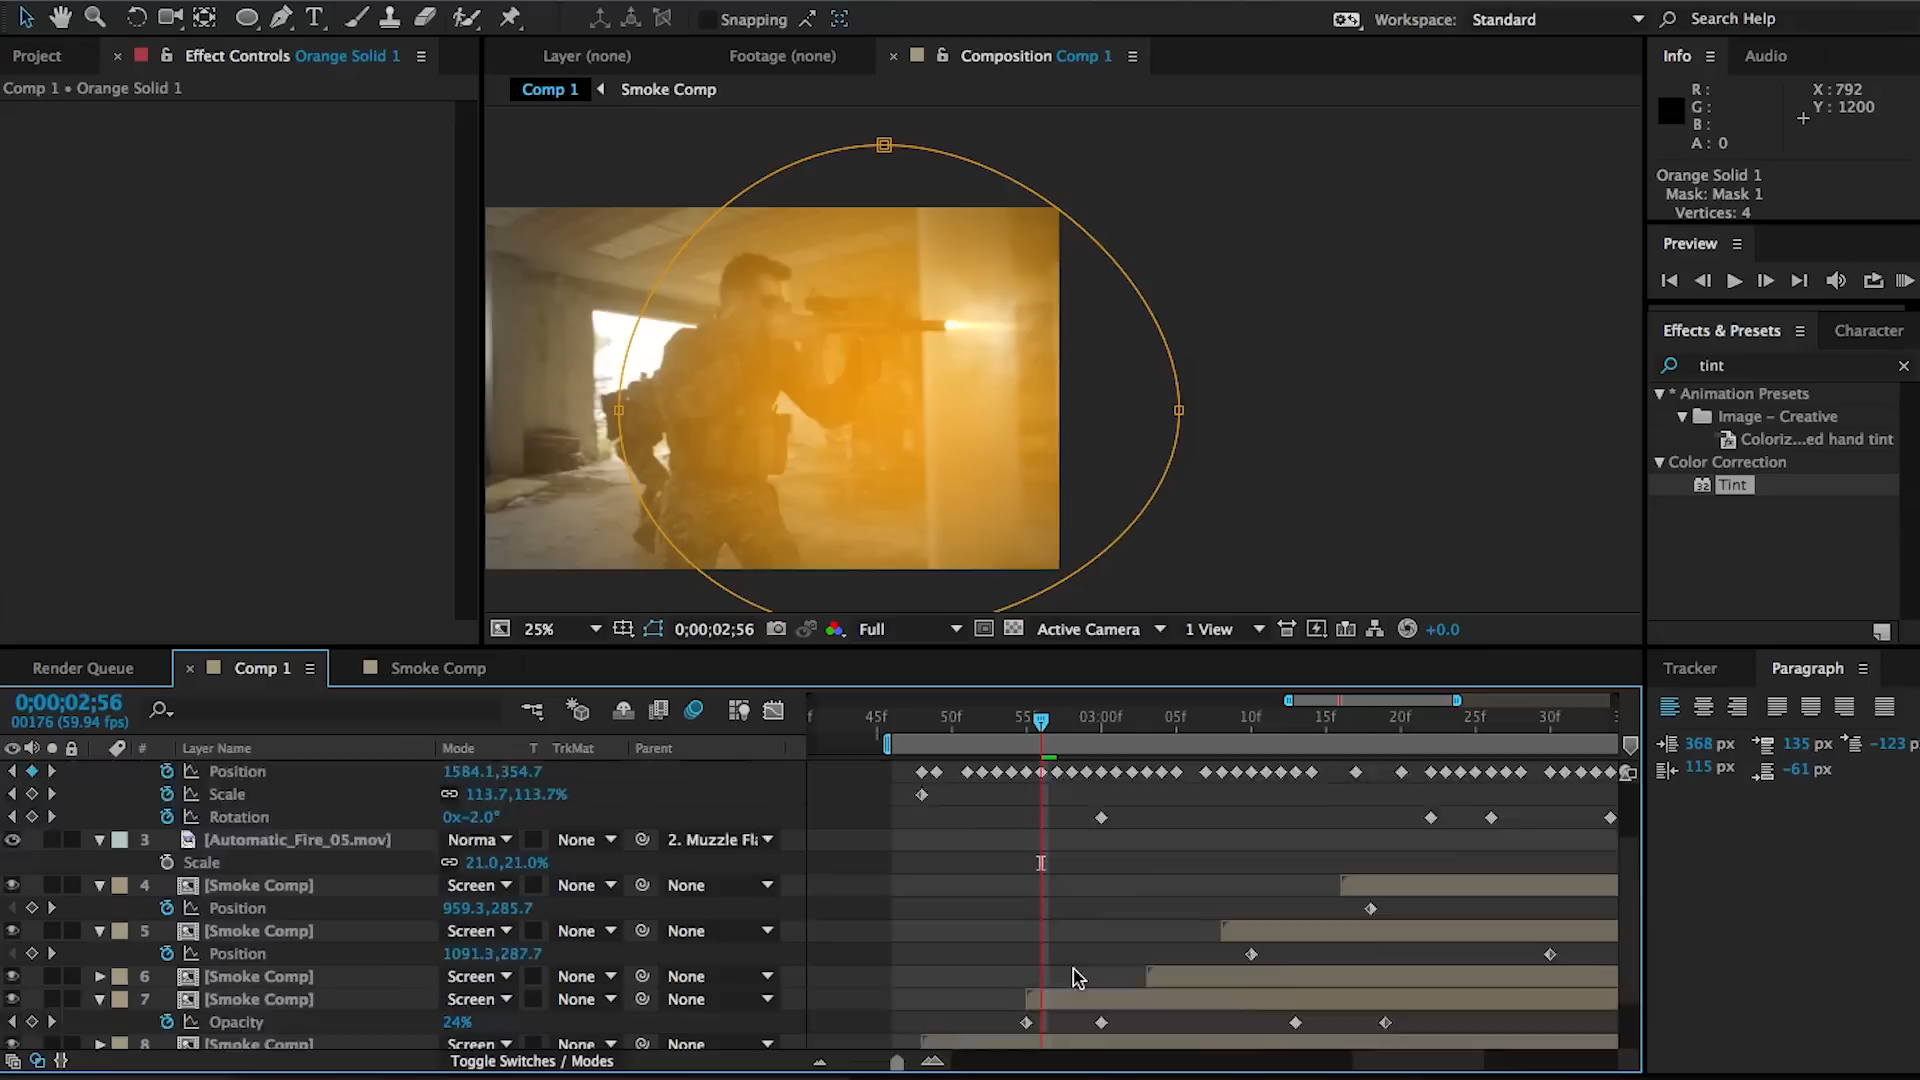 Snapping
Workspace: Standard
Search Help
Project
Effect Controls Orange Solid 1
Layer (none)
Footage (none)
Composition Comp 1
Info
Audio
Comp 1 • Orange Solid 1
Comp 1
Smoke Comp
R :
G :
B :
A : 0
X : 792
Y : 1200
Orange Solid 1
Mask: Mask 1
Vertices: 4
Preview
Effects & Presets
Character
tint
* Animation Presets
Image – Creative
Coloriz...ed hand tint
Color Correction
32 Tint
25%
0;00;02;56
Full
Active Camera
1 View
+0.0
Render Queue
Comp 1
Smoke Comp
Tracker
Paragraph
0;00;02;56
00176 (59.94 fps)
f 45f 50f 55 03:00f 05f 10f 15f 20f 25f 30f
# Layer Name Mode T TrkMat Parent
368 px 135 px -123 p
115 px -61 px
Position 1584.1,354.7
Scale 113.7,113.7%
Rotation 0x-2.0°
3 [Automatic_Fire_05.mov] Norma None 2. Muzzle Fl
Scale 21.0,21.0%
4 [Smoke Comp] Screen None None
Position 959.3,285.7
5 [Smoke Comp] Screen None None
Position 1091.3,287.7
6 [Smoke Comp] Screen None None
7 [Smoke Comp] Screen None None
Opacity 24%
8 [Smoke Comp] Screen None None
Toggle Switches / Modes